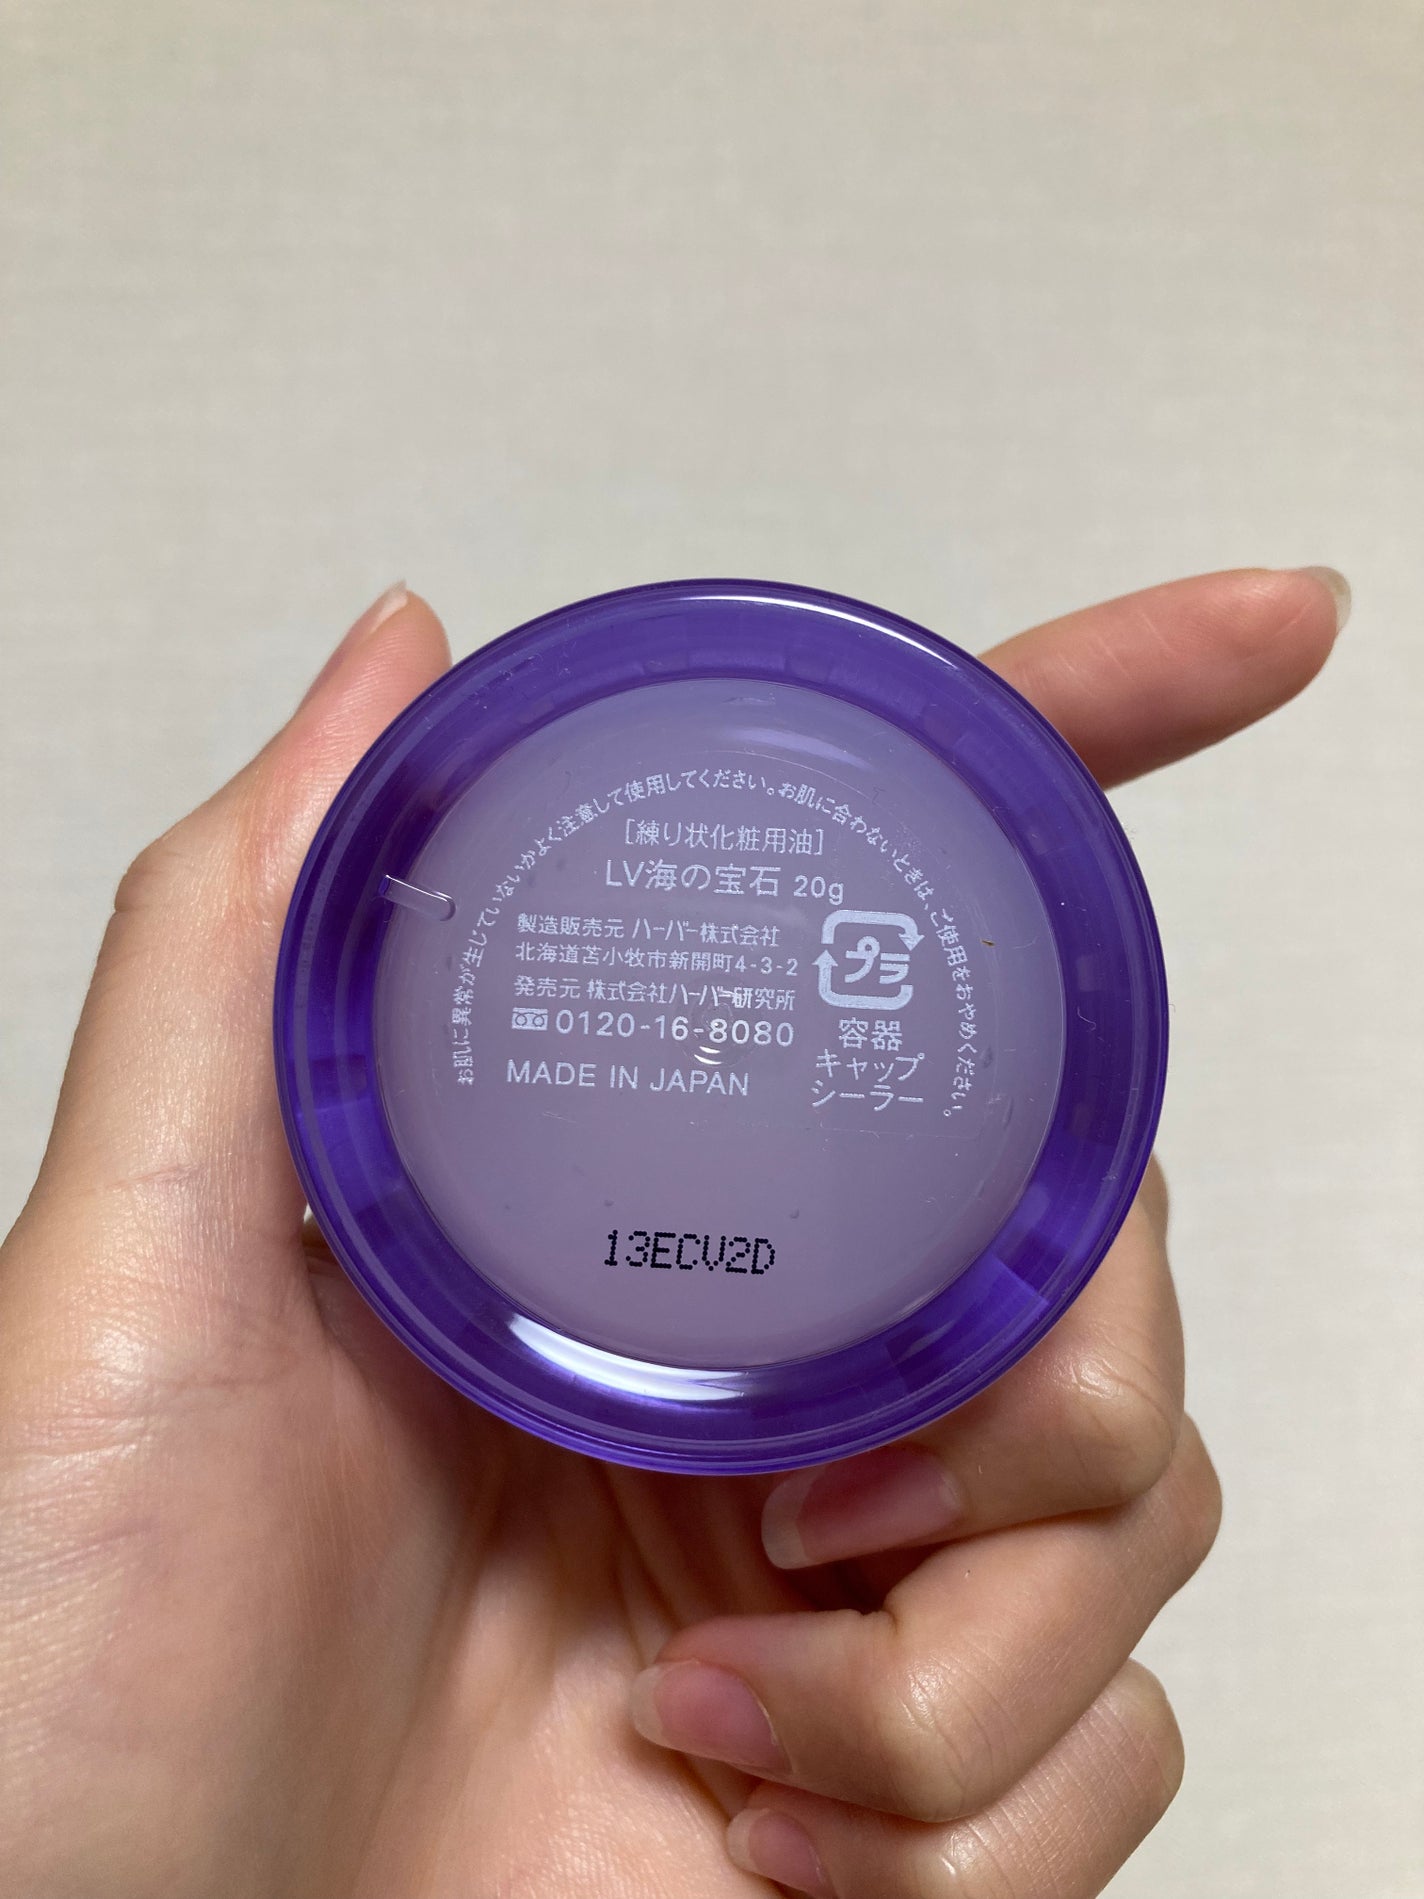 お肌に異常が生じていないかよく注意して使用してください。お肌に合わないときは、ご使用をおやめください。
［練り状化粧用油］
LV海の宝石 20g
製造販売元 ハーバー株式会社
北海道苫小牧市新開町4-3-2
発売元 株式会社ハーバー研究所
0120-16-8080
MADE IN JAPAN
プラ
容器
キャップ
シーラー
13ECV2D